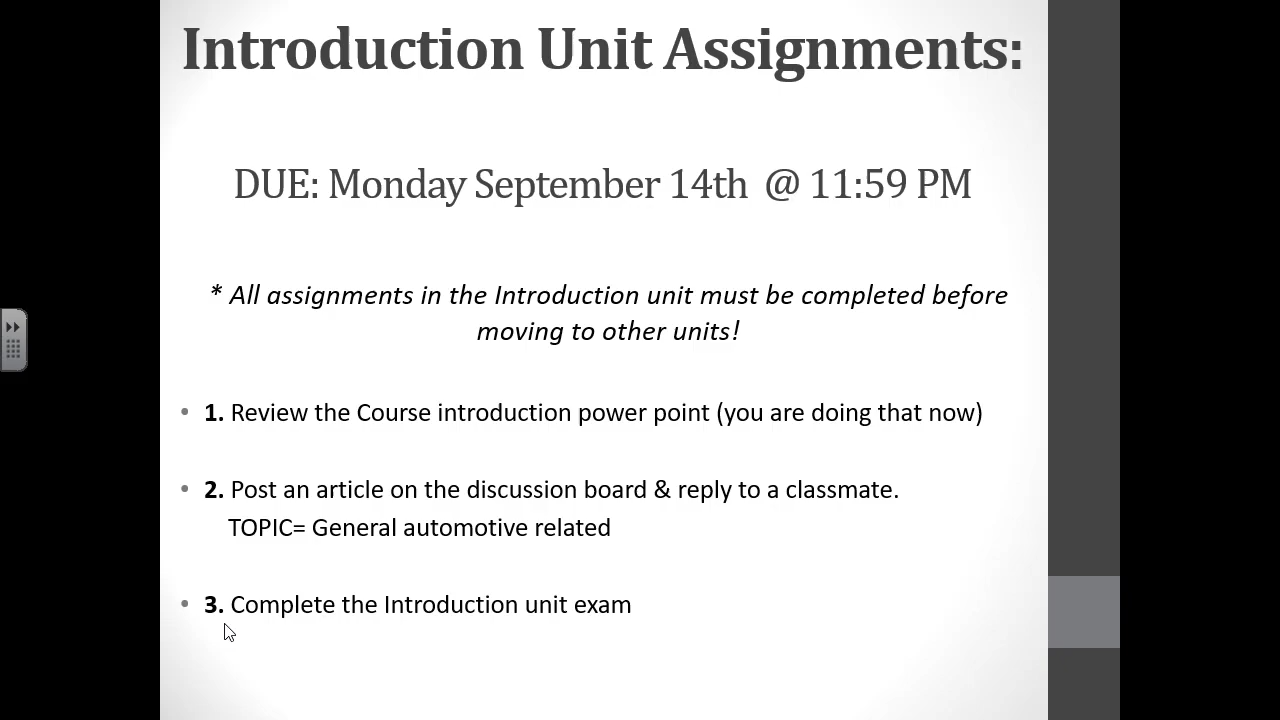 Introduction Unit Assignments:
DUE: Monday September 14th @ 11:59 PM
* All assignments in the Introduction unit must be completed before
moving to other units!
• 1. Review the Course introduction power point (you are doing that now)
• 2. Post an article on the discussion board & reply to a classmate.
TOPIC= General automotive related
• 3. Complete the Introduction unit exam